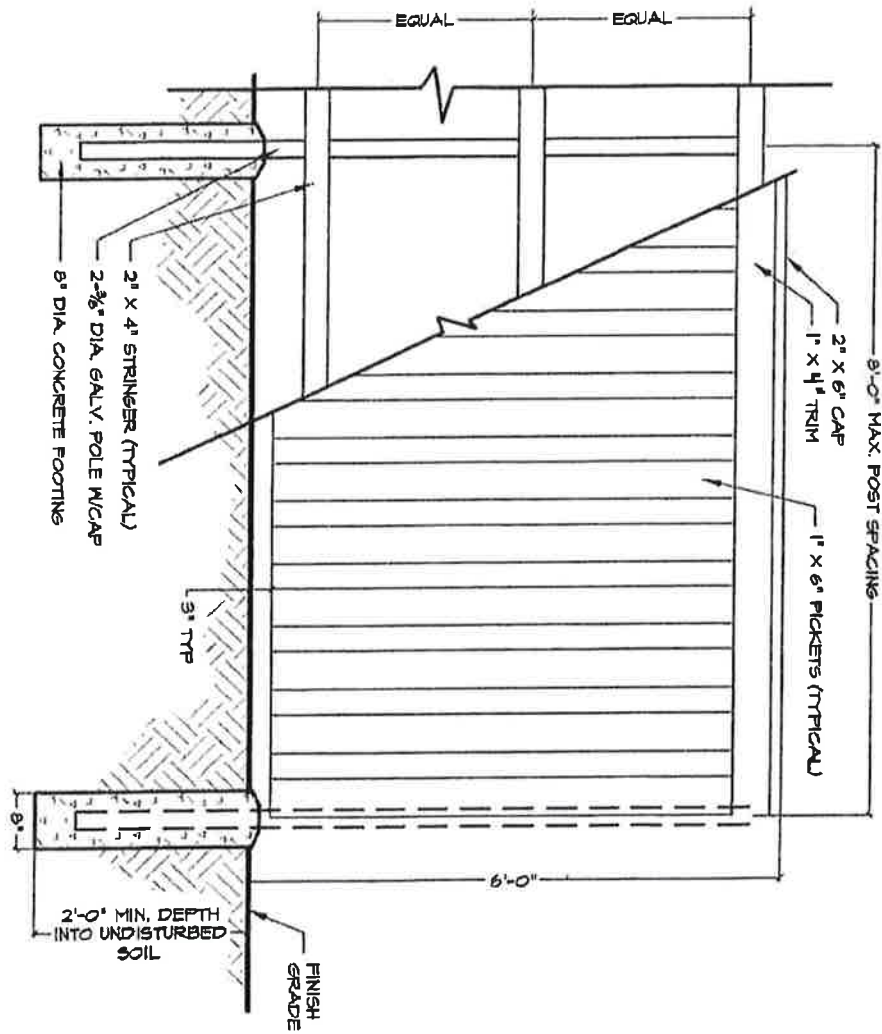 EQUAL
EQUAL
8'-0" MAX. POST SPACING
2" X 6" CAP
1" X 4" TRIM
1" X 6" PICKETS (TYPICAL)
2" X 4" STRINGER (TYPICAL)
2-3/8" DIA. GALV. POLE W/CAP
8" DIA. CONCRETE FOOTING
3" TYP
6'-0"
8"
2'-0" MIN. DEPTH
INTO UNDISTURBED
SOIL
FINISH
GRADE